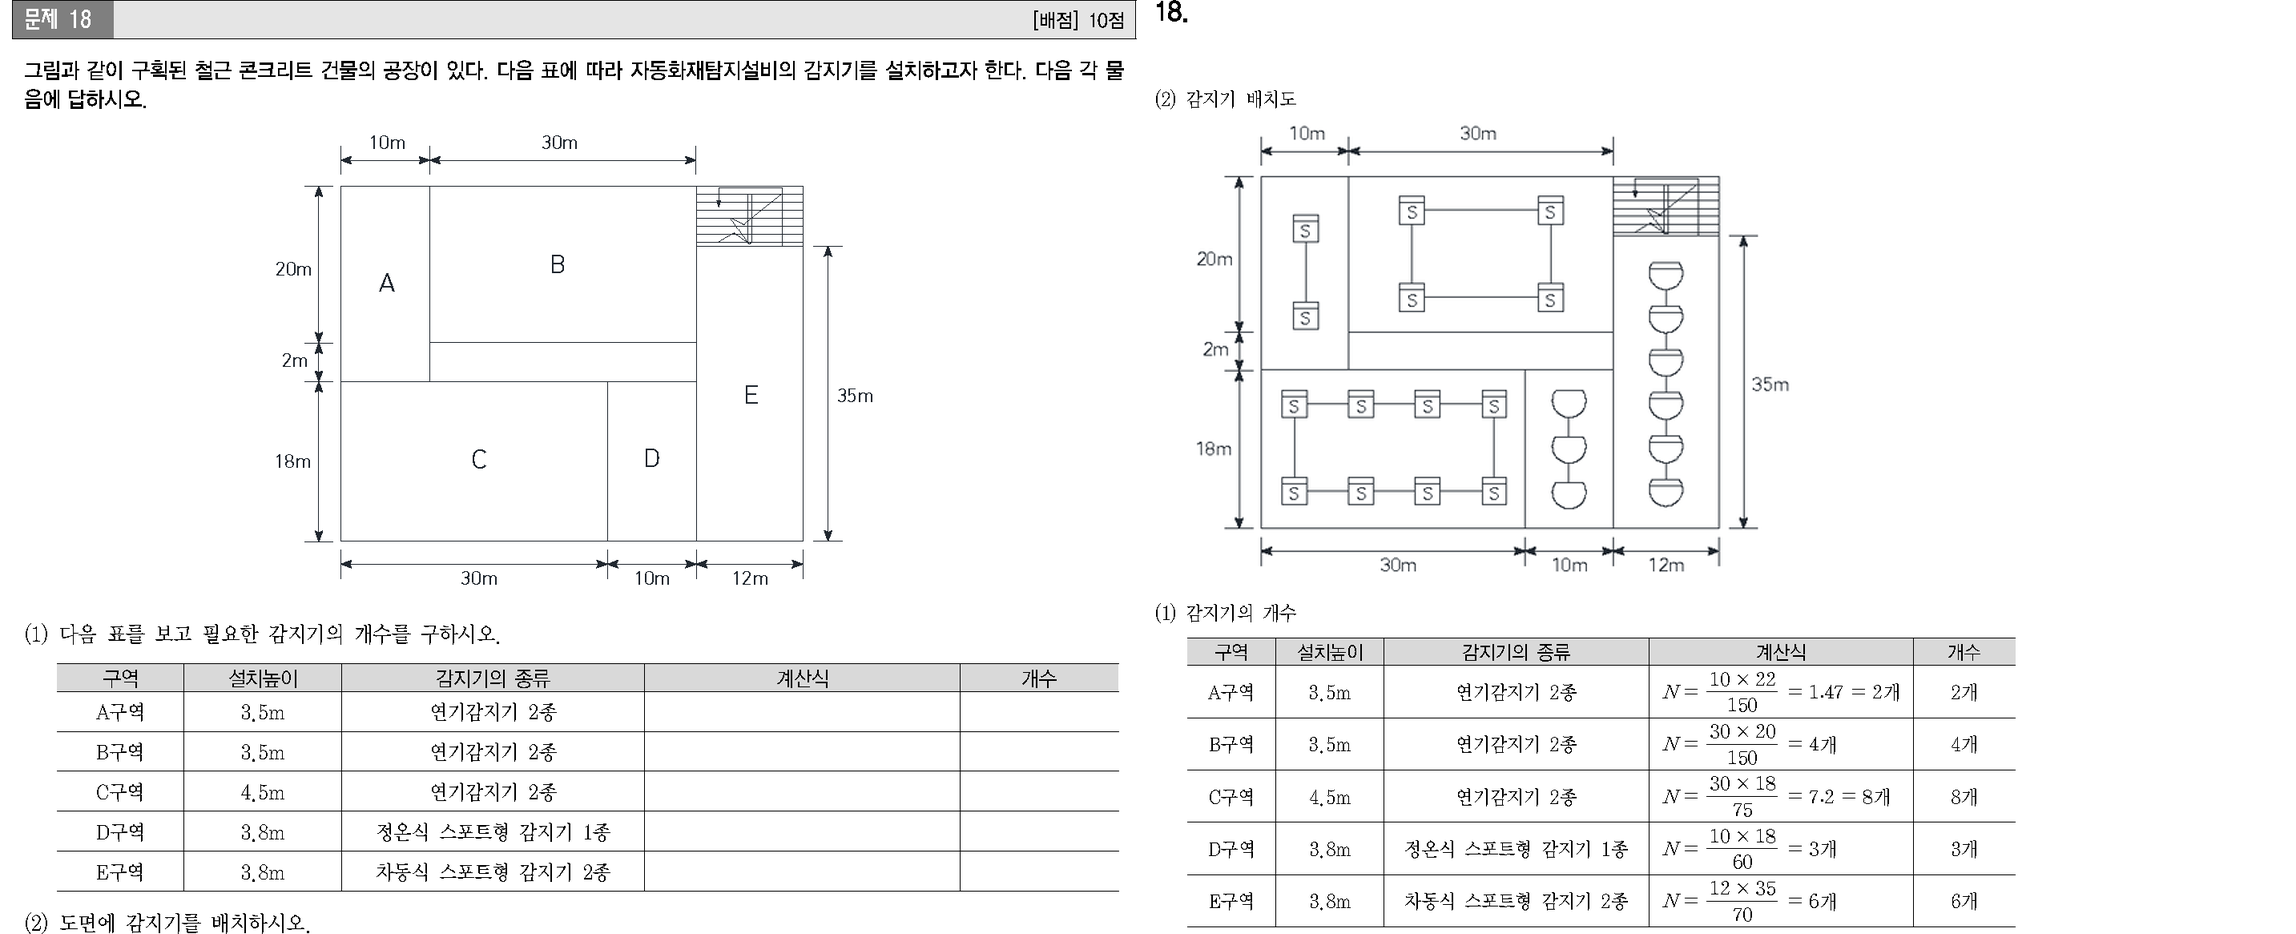 문제 18
[배점] 10점
그림과 같이 구획된 철근 콘크리트 건물의 공장이 있다. 다음 표에 따라 자동화재탐지설비의 감지기를 설치하고자 한다. 다음 각 물
음에 답하시오.
10m 30m
20m
2m
18m
A
B
C
D
E
35m
30m 10m 12m
(1) 다음 표를 보고 필요한 감지기의 개수를 구하시오.
구역 설치높이 감지기의 종류 계산식 개수
A구역 3.5m 연기감지기 2종
B구역 3.5m 연기감지기 2종
C구역 4.5m 연기감지기 2종
D구역 3.8m 정온식 스포트형 감지기 1종
E구역 3.8m 차동식 스포트형 감지기 2종
(2) 도면에 감지기를 배치하시오.
18.
(2) 감지기 배치도
10m 30m
20m
2m
18m
S S S
S S S
S S S S
S S S S
35m
30m 10m 12m
(1) 감지기의 개수
구역 설치높이 감지기의 종류 계산식 개수
A구역 3.5m 연기감지기 2종 N = 10 × 22 / 150 = 1.47 = 2개 2개
B구역 3.5m 연기감지기 2종 N = 30 × 20 / 150 = 4개 4개
C구역 4.5m 연기감지기 2종 N = 30 × 18 / 75 = 7.2 = 8개 8개
D구역 3.8m 정온식 스포트형 감지기 1종 N = 10 × 18 / 60 = 3개 3개
E구역 3.8m 차동식 스포트형 감지기 2종 N = 12 × 35 / 70 = 6개 6개